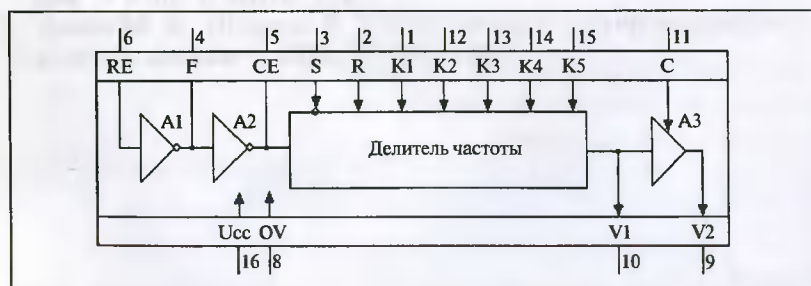 6 4 5 3 2 1 12 13 14 15 11
RE F CE S R K1 K2 K3 K4 K5 C
A1 A2 A3
Делитель частоты
Ucc OV V1 V2
16 8 10 9